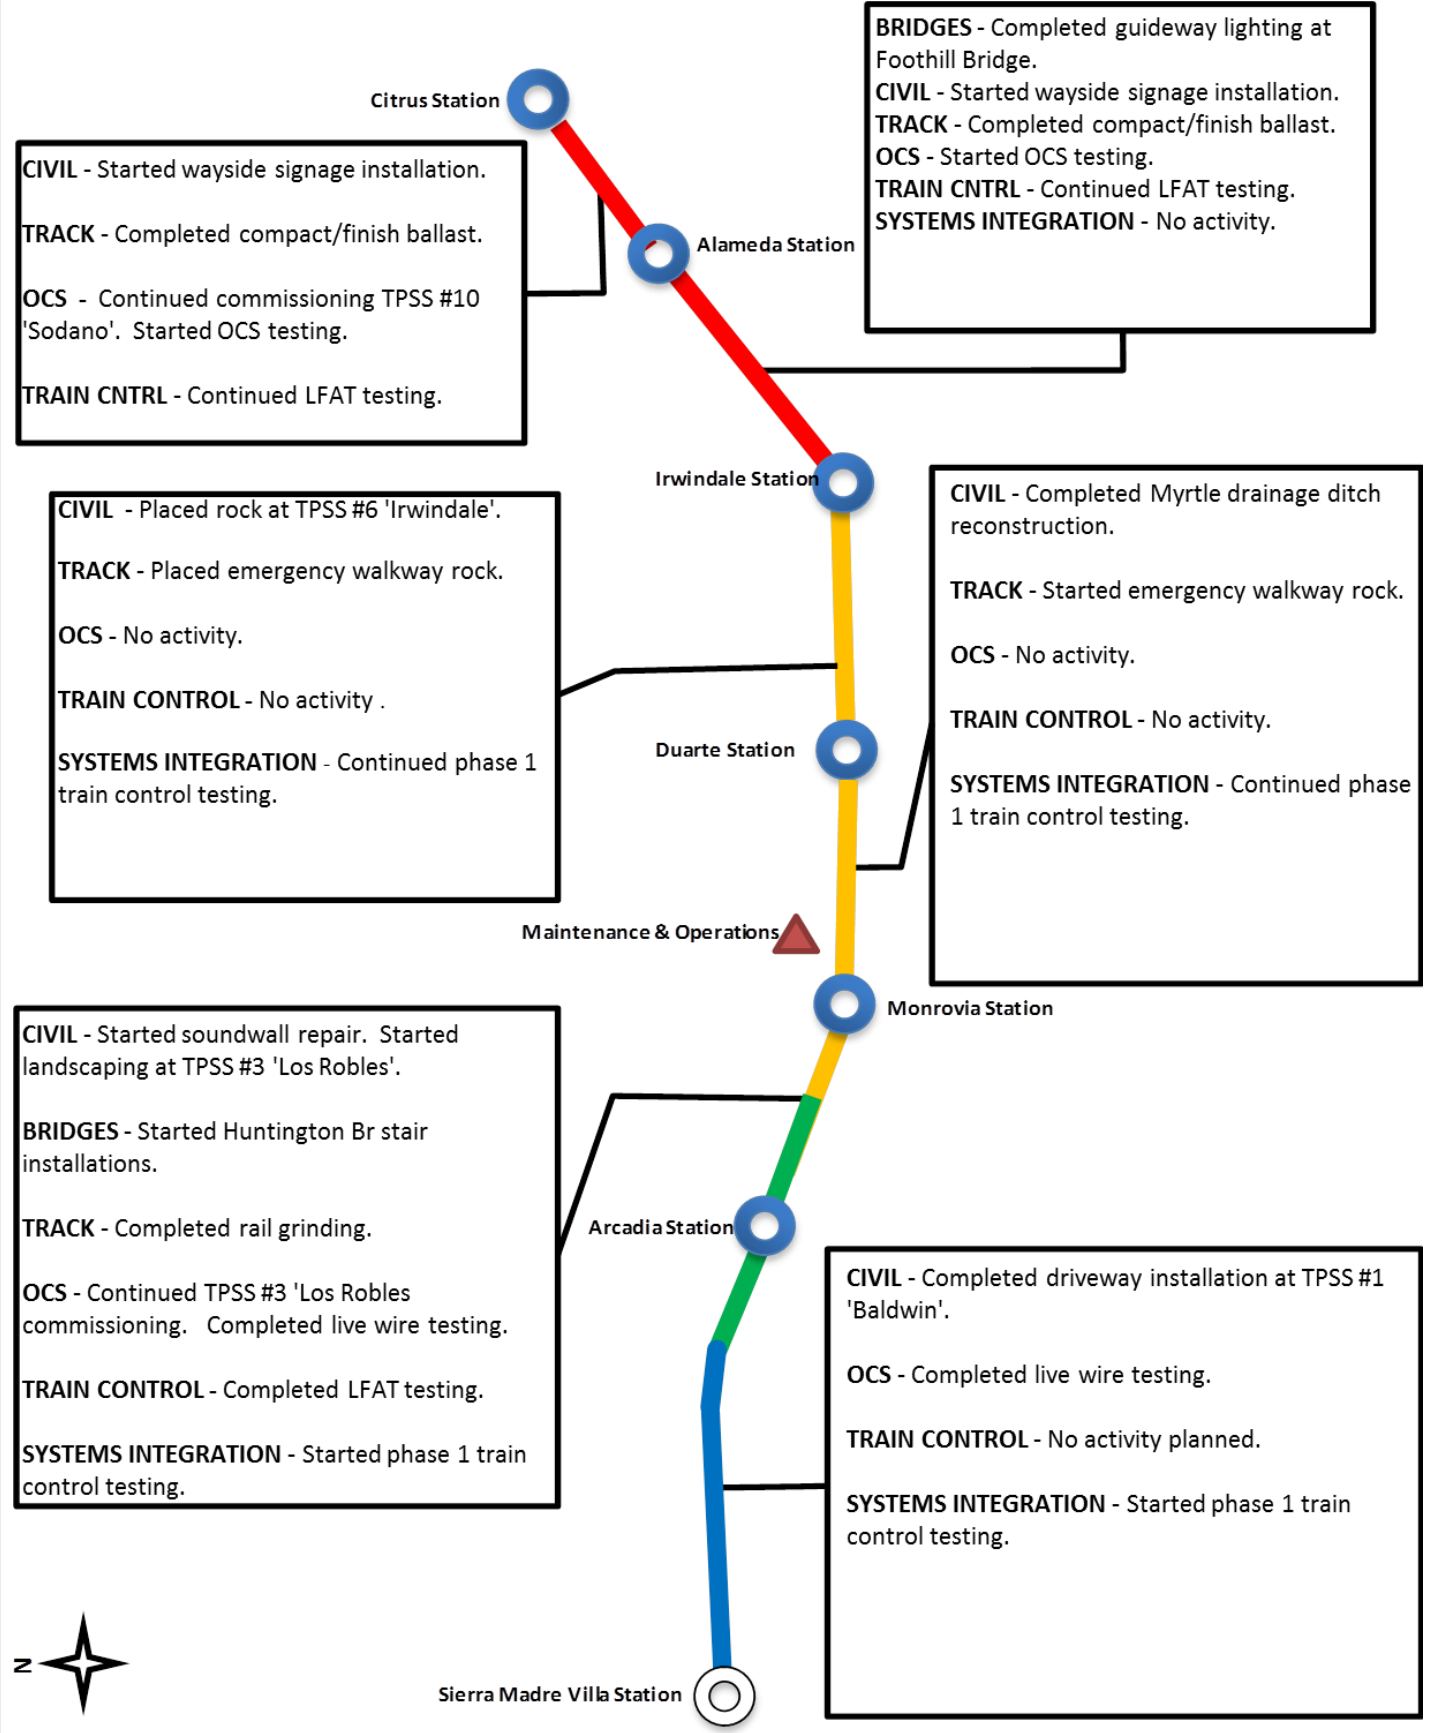 BRIDGES - Completed guideway lighting at
Foothill Bridge.
CIVIL - Started wayside signage installation.
TRACK - Completed compact/finish ballast.
OCS - Started OCS testing.
TRAIN CNTRL - Continued LFAT testing.
SYSTEMS INTEGRATION - No activity.
Citrus Station
CIVIL - Started wayside signage installation.
TRACK - Completed compact/finish ballast.
OCS - Continued commissioning TPSS #10
'Sodano'. Started OCS testing.
TRAIN CNTRL - Continued LFAT testing.
Alameda Station
Irwindale Station
CIVIL - Placed rock at TPSS #6 'Irwindale'.
TRACK - Placed emergency walkway rock.
OCS - No activity.
TRAIN CONTROL - No activity .
SYSTEMS INTEGRATION - Continued phase 1
train control testing.
CIVIL - Completed Myrtle drainage ditch
reconstruction.
TRACK - Started emergency walkway rock.
OCS - No activity.
TRAIN CONTROL - No activity.
SYSTEMS INTEGRATION - Continued phase
1 train control testing.
Duarte Station
Maintenance & Operations
Monrovia Station
CIVIL - Started soundwall repair. Started
landscaping at TPSS #3 'Los Robles'.
BRIDGES - Started Huntington Br stair
installations.
TRACK - Completed rail grinding.
OCS - Continued TPSS #3 'Los Robles
commissioning. Completed live wire testing.
TRAIN CONTROL - Completed LFAT testing.
SYSTEMS INTEGRATION - Started phase 1 train
control testing.
Arcadia Station
CIVIL - Completed driveway installation at TPSS #1
'Baldwin'.
OCS - Completed live wire testing.
TRAIN CONTROL - No activity planned.
SYSTEMS INTEGRATION - Started phase 1 train
control testing.
N
Sierra Madre Villa Station